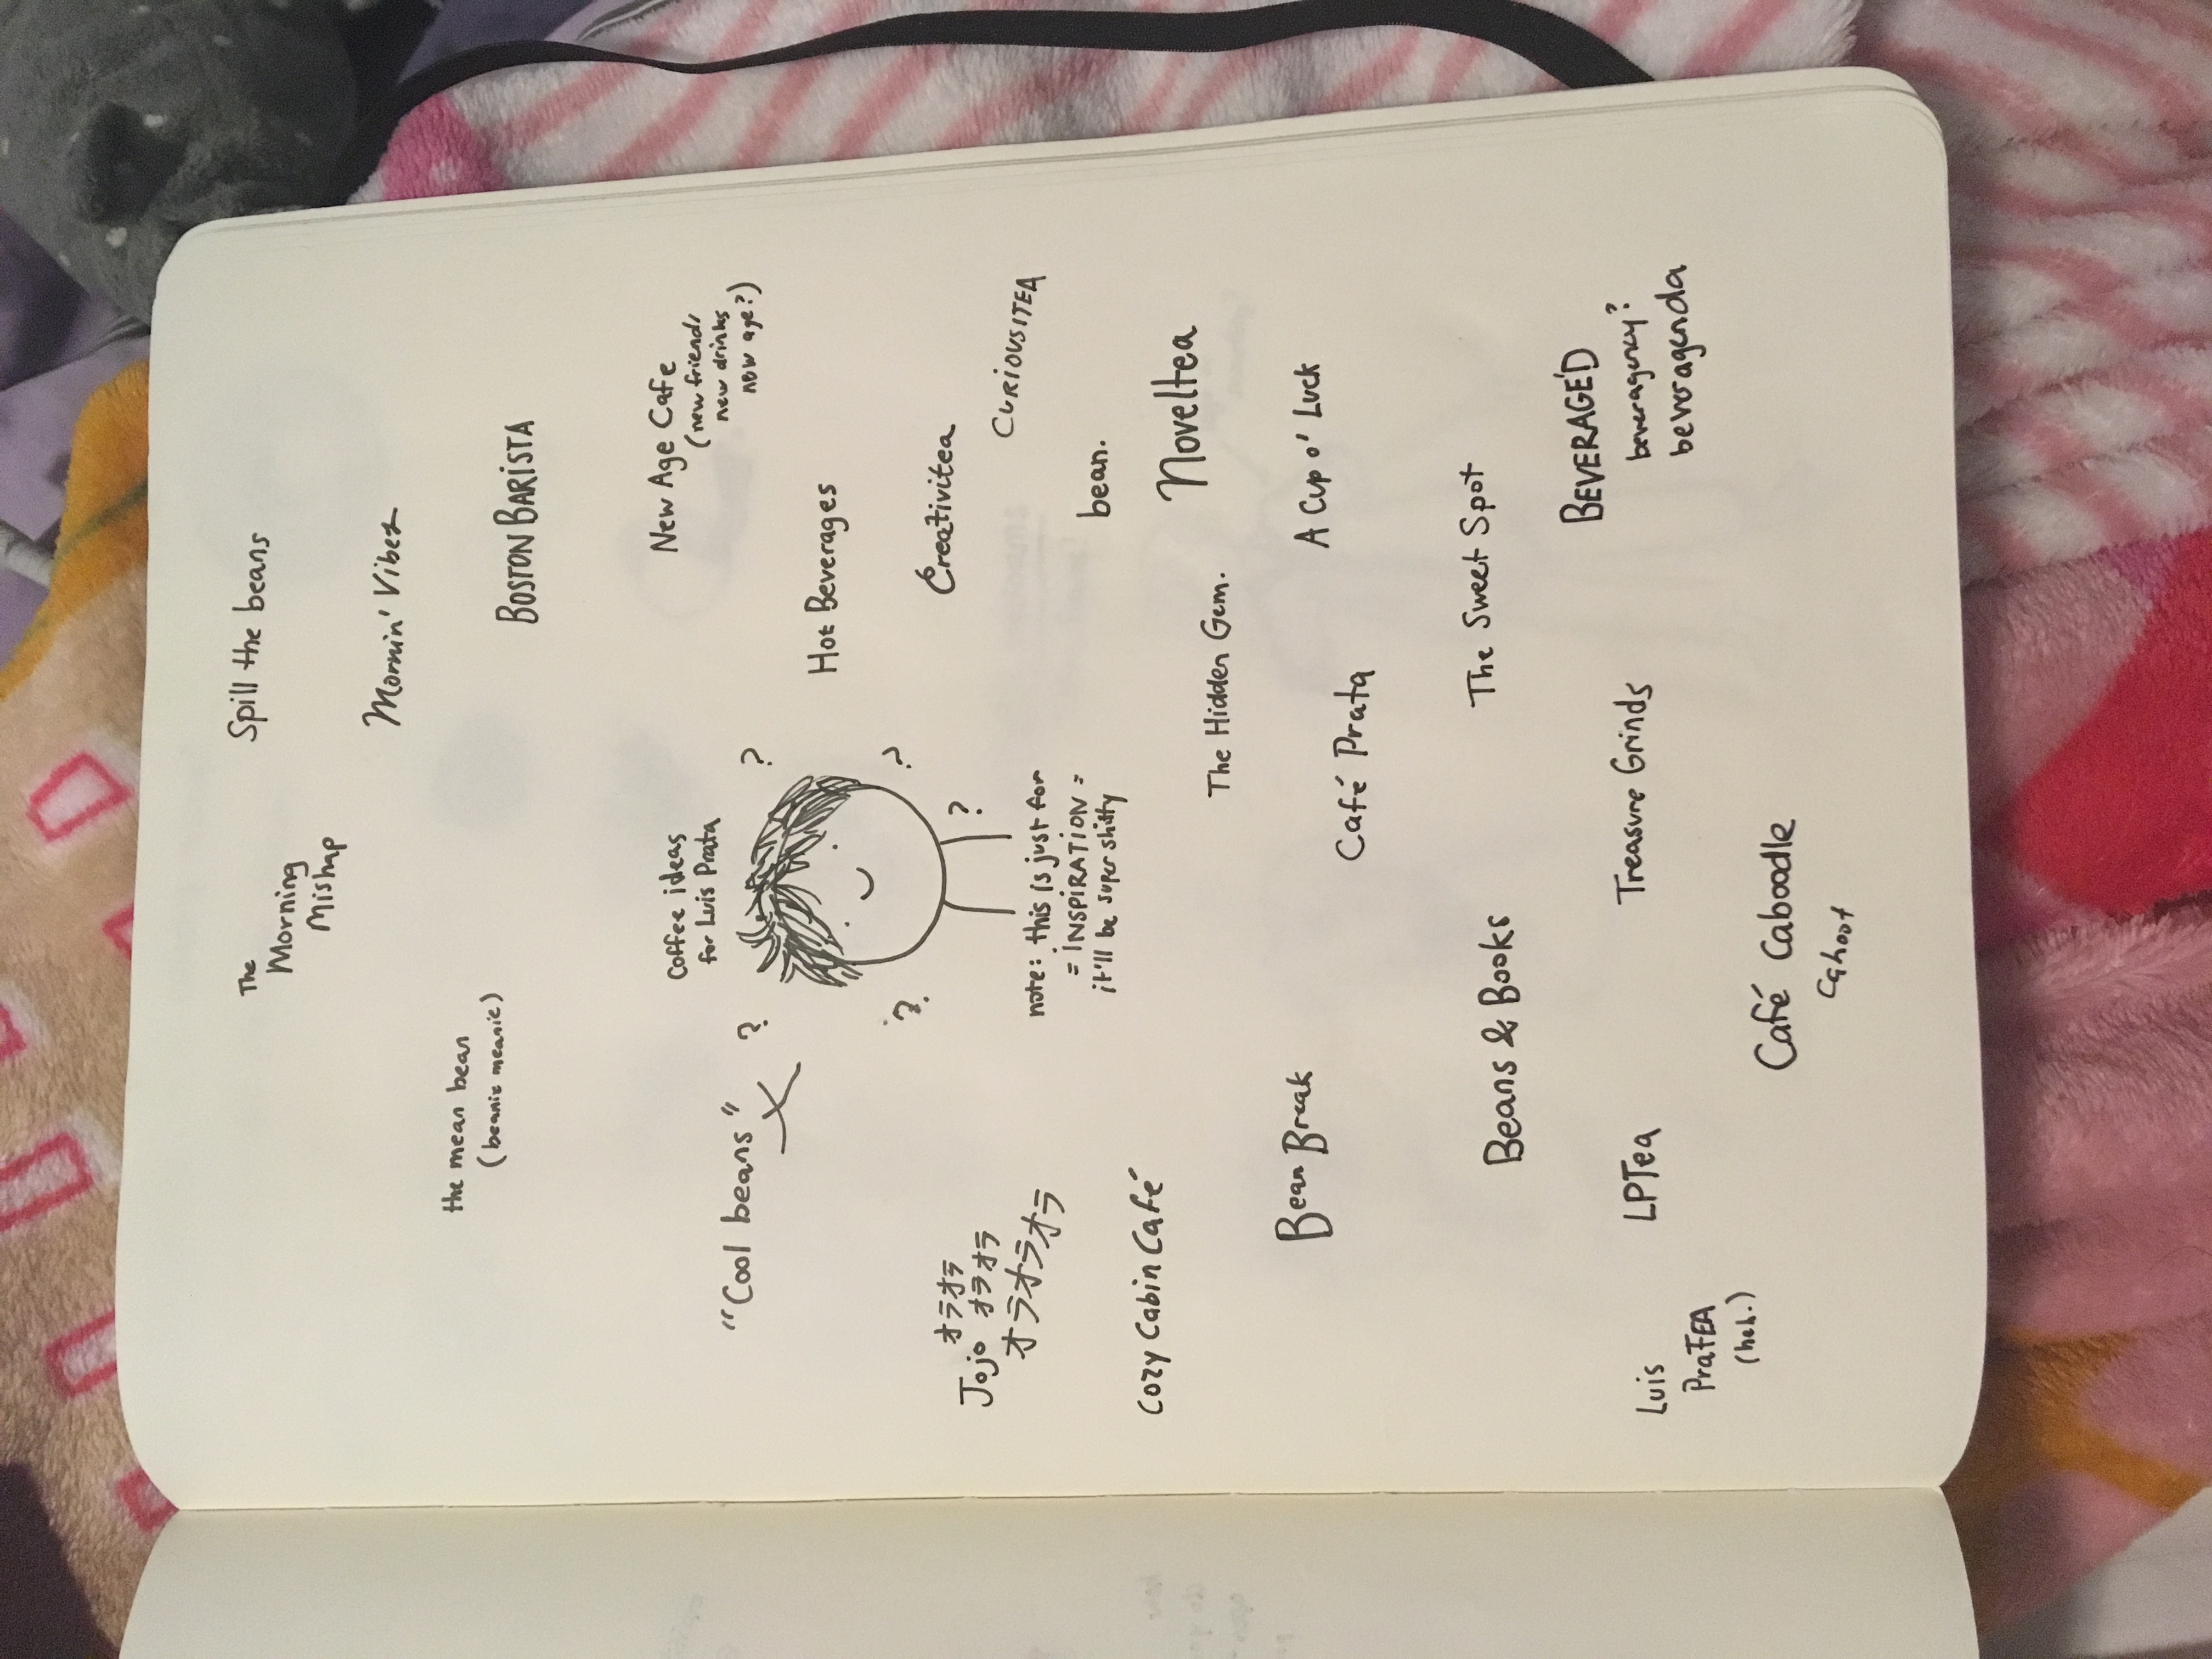 The
Morning
Mishap
Spill the beans
Mornin' Vibez
the mean bean
(beanie meanie)
BOSTON BARISTA
Coffee ideas
for Luis Prata
New Age Cafe
(new friends
new drinks
new age?)
"Cool beans"
?
?
Hot Beverages
?
?
?
Creativitea
Jojo
オラオラ
オラオラ
オラオラオラ
CURIOUSITEA
note: this is just for
= INSPIRATION =
it'll be super shitty
bean.
Cozy Cabin Café
Noveltea
The Hidden Gem.
Bean Break
A Cup o' Luck
Café Prata
Beans & Books
The Sweet Spot
BEVERAGE'D
beveragency?
beveragenda
Luis
PraTEA
(heh.)
LPTea
Treasure Grinds
Café Caboodle
Cahoot